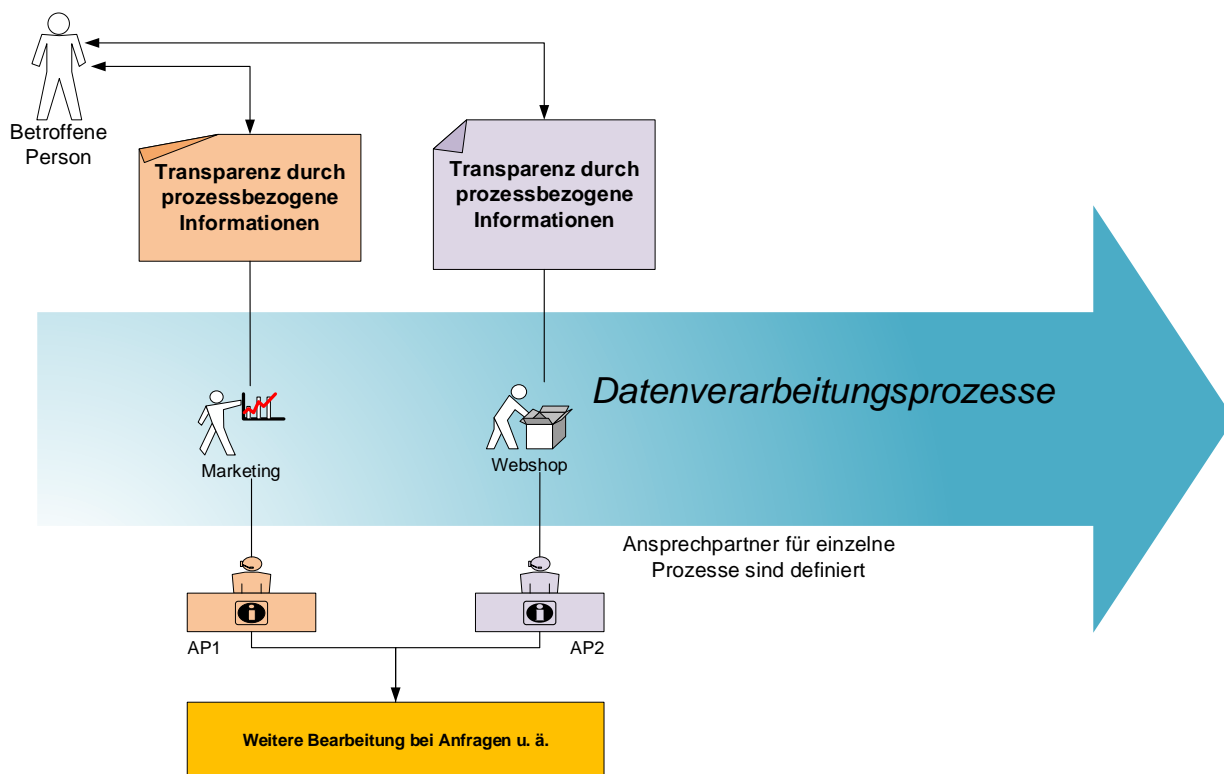 Betroffene
Person
Transparenz durch
prozessbezogene
Informationen
Transparenz durch
prozessbezogene
Informationen
Datenverarbeitungsprozesse
Marketing
Webshop
Ansprechpartner für einzelne
Prozesse sind definiert
AP1
AP2
Weitere Bearbeitung bei Anfragen u. ä.